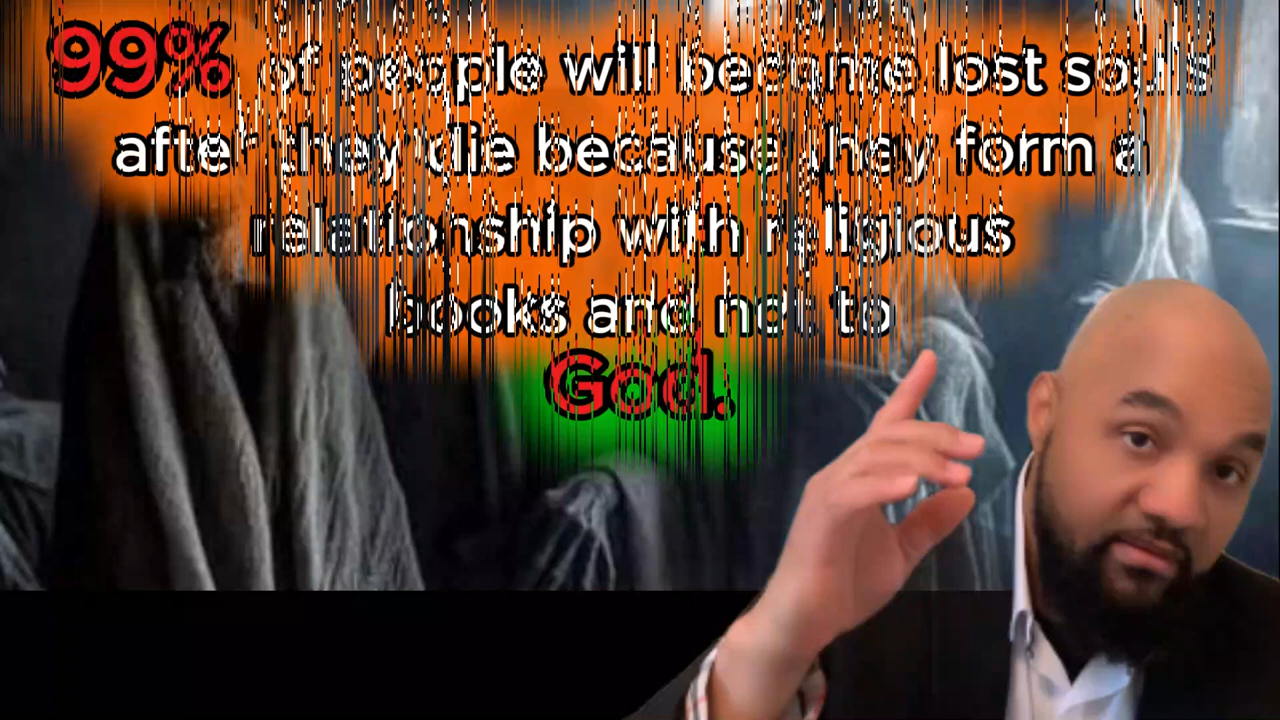 99% of people will become lost souls
after they die because they form a
relationship with religious
books and not to
God.